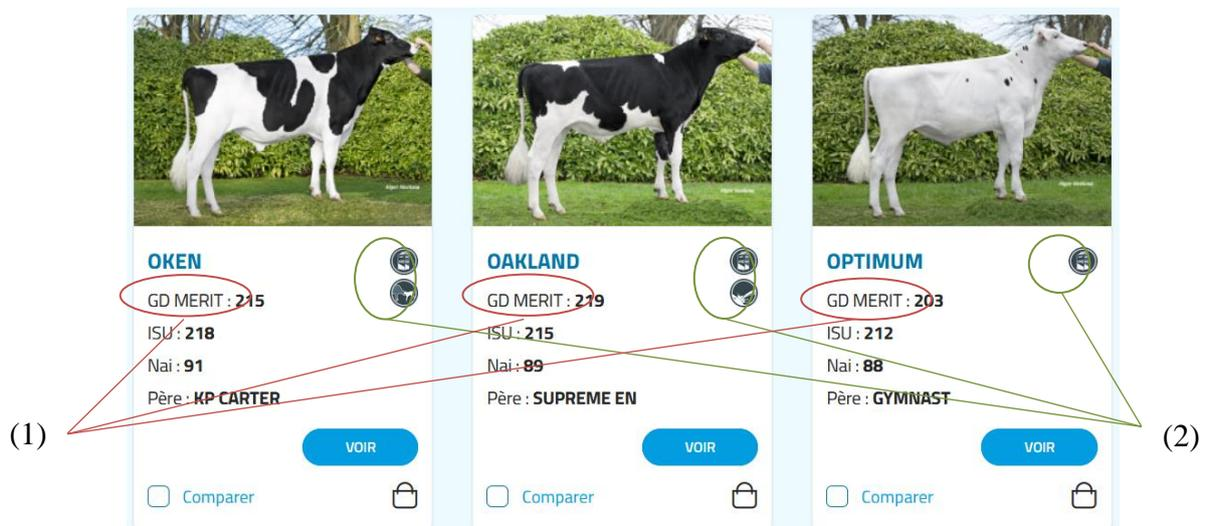 OKEN
GD MERIT : 215
ISU : 218
Nai : 91
Père : KP CARTER
VOIR
Comparer
OAKLAND
GD MERIT : 219
ISU : 215
Nai : 89
Père : SUPREME EN
VOIR
Comparer
OPTIMUM
GD MERIT : 203
ISU : 212
Nai : 88
Père : GYMNAST
VOIR
Comparer
(1)
(2)